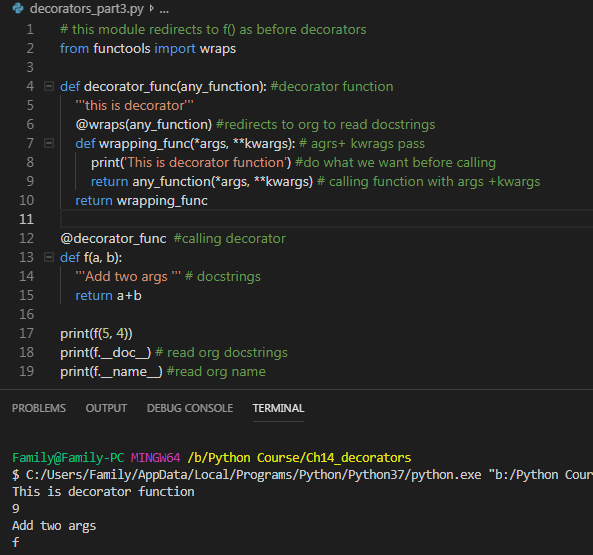 decorators_part3.py > ...
1 # this module redirects to f() as before decorators
2 from functools import wraps
3
4 def decorator_func(any_function): #decorator function
5 '''this is decorator'''
6 @wraps(any_function) #redirects to org to read docstrings
7 def wrapping_func(*args, **kwargs): # agrs+ kwrags pass
8 print('This is decorator function') #do what we want before calling
9 return any_function(*args, **kwargs) # calling function with args +kwargs
10 return wrapping_func
11
12 @decorator_func #calling decorator
13 def f(a, b):
14 '''Add two args ''' # docstrings
15 return a+b
16
17 print(f(5, 4))
18 print(f.__doc__) # read org docstrings
19 print(f.__name__) #read org name
PROBLEMS OUTPUT DEBUG CONSOLE TERMINAL
Family@Family-PC MINGW64 /b/Python Course/Ch14_decorators
$ C:/Users/Family/AppData/Local/Programs/Python/Python37/python.exe "b:/Python Cour
This is decorator function
9
Add two args
f